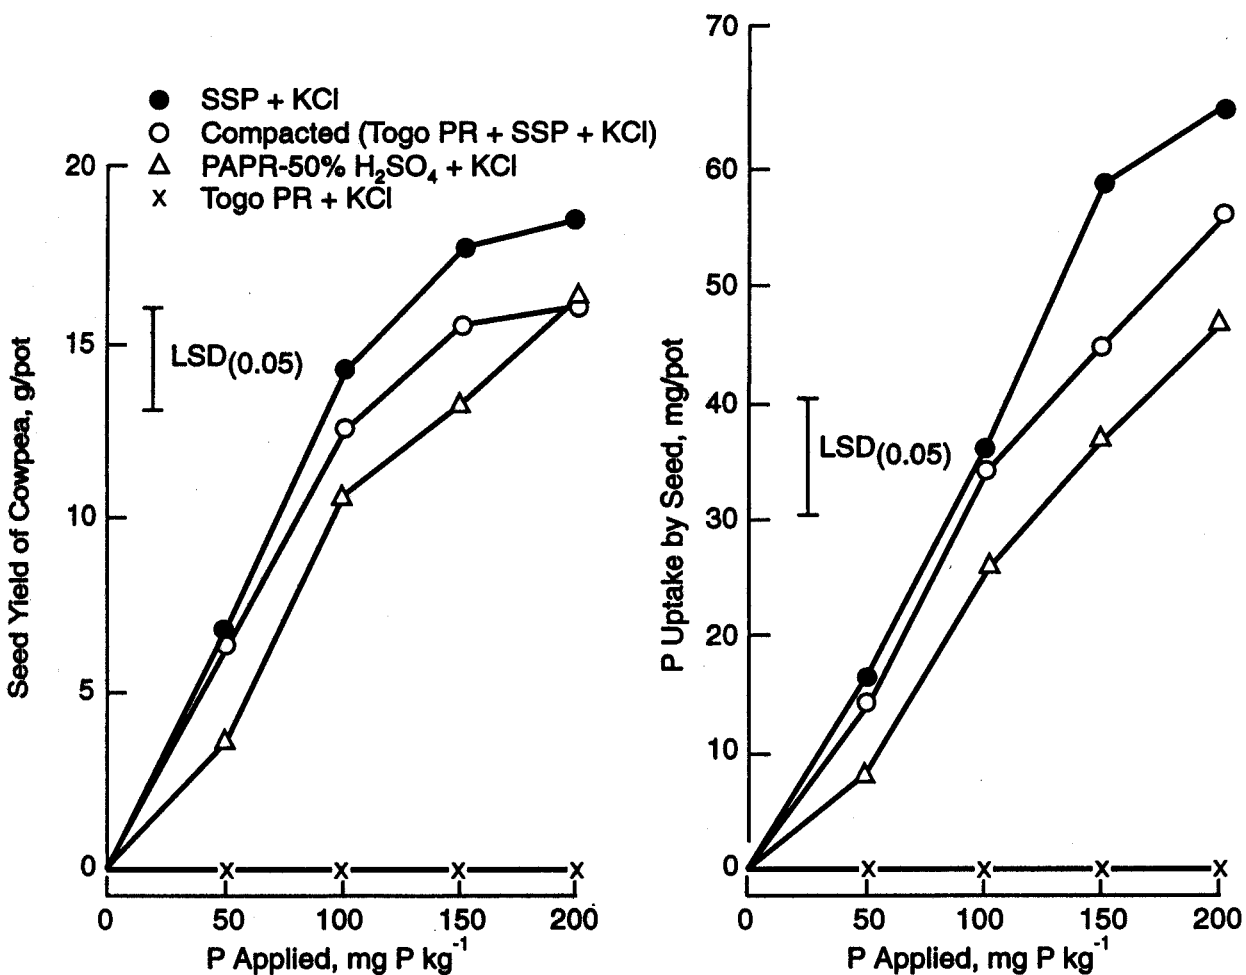 SSP + KCl
Compacted (Togo PR + SSP + KCl)
PAPR-50% H₂SO₄ + KCl
x Togo PR + KCl
20
15
10
5
0
Seed Yield of Cowpea, g/pot
LSD(0.05)
0 50 100 150 200
P Applied, mg P kg⁻¹
70
60
50
40
30
20
10
0
P Uptake by Seed, mg/pot
LSD(0.05)
0 50 100 150 200
P Applied, mg P kg⁻¹